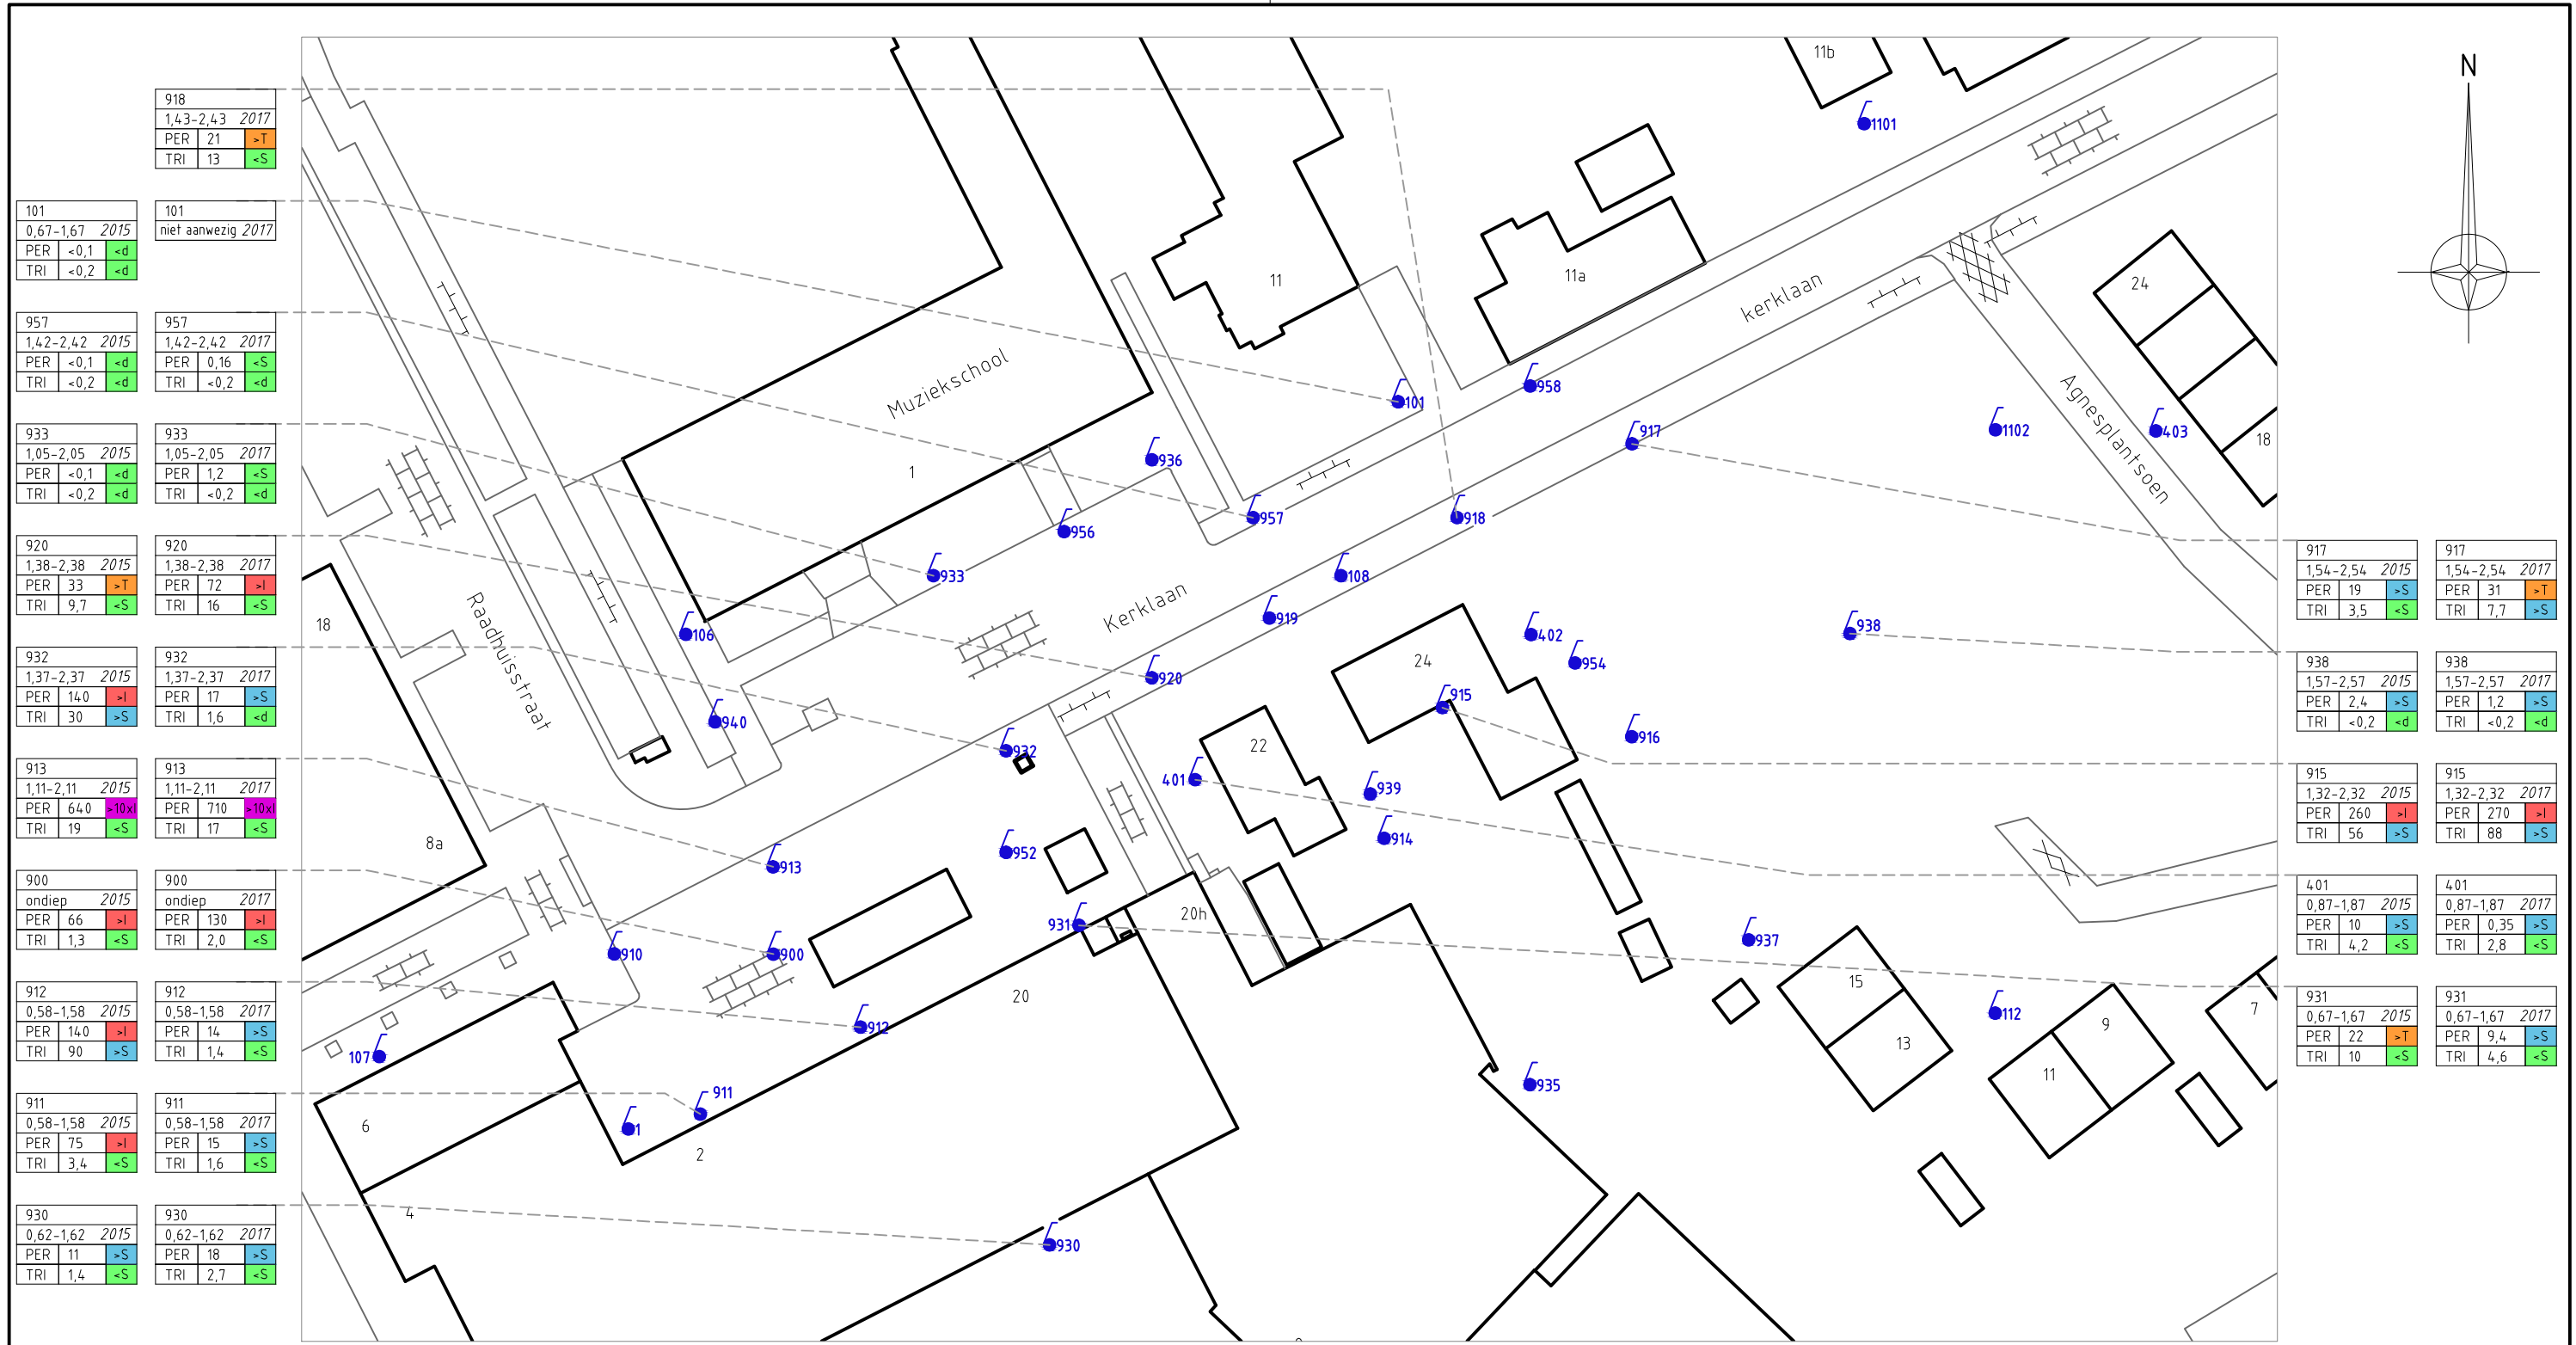 918
1,43-2,43 2017
PER 21 >T
TRI 13 <S
101
0,67-1,67 2015
PER <0,1 <d
TRI <0,2 <d
101
niet aanwezig 2017
957
1,42-2,42 2015
PER <0,1 <d
TRI <0,2 <d
957
1,42-2,42 2017
PER 0,16 <S
TRI <0,2 <d
933
1,05-2,05 2015
PER <0,1 <d
TRI <0,2 <d
933
1,05-2,05 2017
PER 1,2 <S
TRI <0,2 <d
920
1,38-2,38 2015
PER 33 >T
TRI 9,7 <S
920
1,38-2,38 2017
PER 72 >I
TRI 16 <S
932
1,37-2,37 2015
PER 140 >I
TRI 30 >S
932
1,37-2,37 2017
PER 17 >S
TRI 1,6 <d
913
1,11-2,11 2015
PER 640 >10xI
TRI 19 <S
913
1,11-2,11 2017
PER 710 >10xI
TRI 17 <S
900
ondiep 2015
PER 66 >I
TRI 1,3 <S
900
ondiep 2017
PER 130 >I
TRI 2,0 <S
912
0,58-1,58 2015
PER 140 >I
TRI 90 >S
912
0,58-1,58 2017
PER 14 >S
TRI 1,4 <S
911
0,58-1,58 2015
PER 75 >I
TRI 3,4 <S
911
0,58-1,58 2017
PER 15 >S
TRI 1,6 <S
930
0,62-1,62 2015
PER 11 >S
TRI 1,4 <S
930
0,62-1,62 2017
PER 18 >S
TRI 2,7 <S
11b
1101
11
11a
kerklaan
24
N
Muziekschool
101
958
Agnesplantsoen
917
1102
403
18
936
1
957
918
956
933
108
Kerklaan
919
18
Raadhuisstraat
106
402
938
24
954
920
915
940
932
22
916
401
939
8a
952
914
913
20h
931
910
900
937
20
15
912
112
7
9
13
107
11
935
911
1
6
2
4
930
917
1,54-2,54 2015
PER 19 >S
TRI 3,5 <S
917
1,54-2,54 2017
PER 31 >T
TRI 7,7 >S
938
1,57-2,57 2015
PER 2,4 >S
TRI <0,2 <d
938
1,57-2,57 2017
PER 1,2 >S
TRI <0,2 <d
915
1,32-2,32 2015
PER 260 >I
TRI 56 >S
915
1,32-2,32 2017
PER 270 >I
TRI 88 >S
401
0,87-1,87 2015
PER 10 >S
TRI 4,2 <S
401
0,87-1,87 2017
PER 0,35 >S
TRI 2,8 <S
931
0,67-1,67 2015
PER 22 >T
TRI 10 <S
931
0,67-1,67 2017
PER 9,4 >S
TRI 4,6 <S